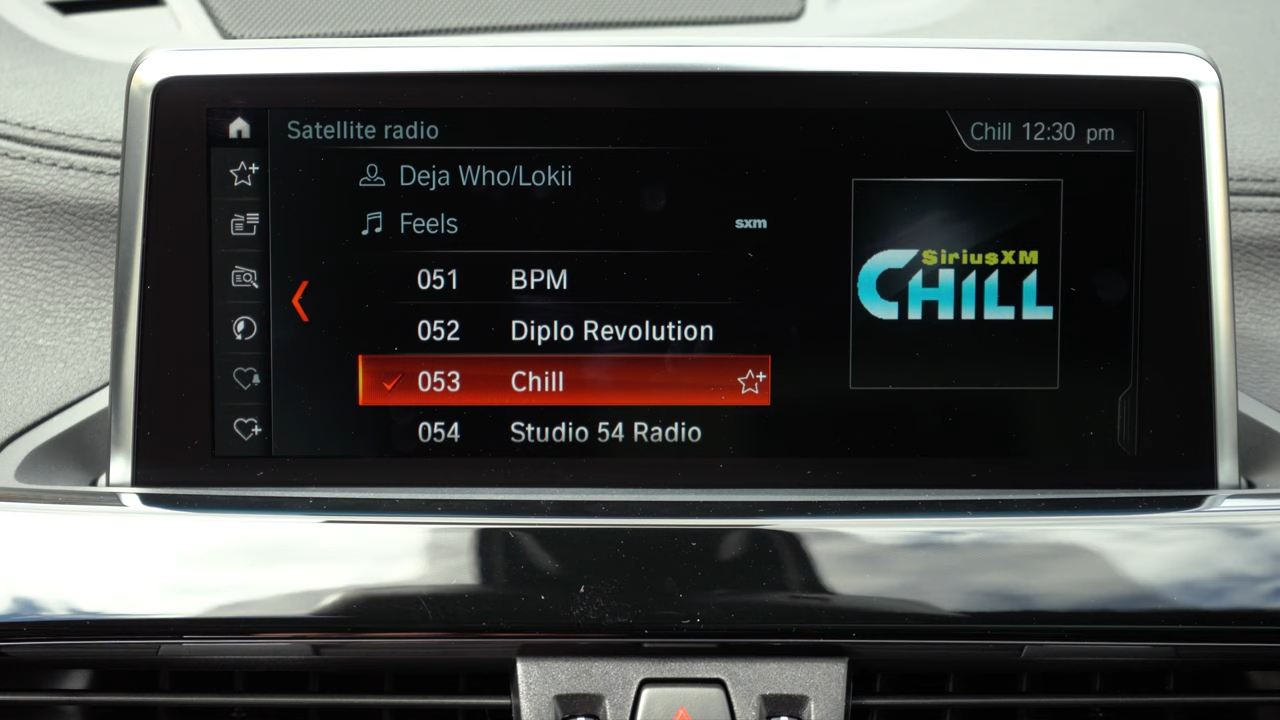 Satellite radio
Chill 12:30 pm
Deja Who/Lokii
Feels
sxm
051 BPM
052 Diplo Revolution
053 Chill
054 Studio 54 Radio
SiriusXM
CHILL